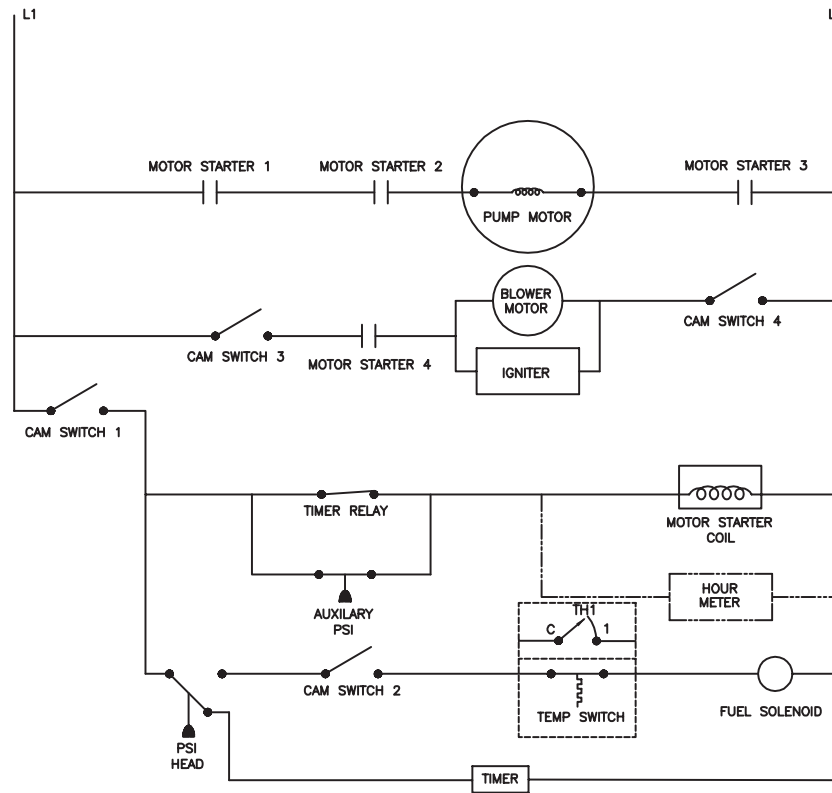 L1
L
MOTOR STARTER 1
MOTOR STARTER 2
MOTOR STARTER 3
PUMP MOTOR
BLOWER
MOTOR
CAM SWITCH 4
CAM SWITCH 3
MOTOR STARTER 4
IGNITER
CAM SWITCH 1
TIMER RELAY
MOTOR STARTER
COIL
AUXILARY
PSI
HOUR
METER
TH1
C
1
CAM SWITCH 2
TEMP SWITCH
FUEL SOLENOID
PSI
HEAD
TIMER